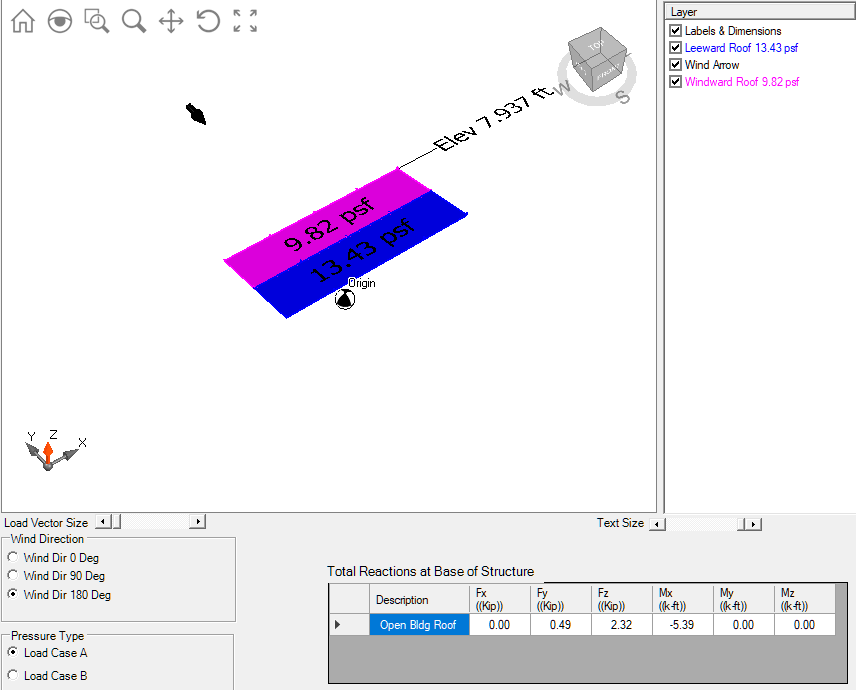 Layer
Labels & Dimensions
Leeward Roof 13.43 psf
Wind Arrow
Windward Roof 9.82 psf
TOP
FRONT
W
S
Elev 7.937 ft.
9.82 psf
13.43 psf
Origin
Y
Z
X
Load Vector Size
Text Size
Wind Direction
Wind Dir 0 Deg
Wind Dir 90 Deg
Wind Dir 180 Deg
Pressure Type
Load Case A
Load Case B
Total Reactions at Base of Structure
Description Fx ((Kip)) Fy ((Kip)) Fz ((Kip)) Mx ((k-ft)) My ((k-ft)) Mz ((k-ft))
Open Bldg Roof 0.00 0.49 2.32 -5.39 0.00 0.00